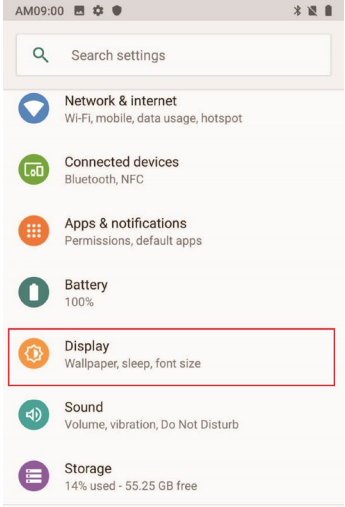 AM09:00
Search settings
Network & internet
Wi-Fi, mobile, data usage, hotspot
Connected devices
Bluetooth, NFC
Apps & notifications
Permissions, default apps
Battery
100%
Display
Wallpaper, sleep, font size
Sound
Volume, vibration, Do Not Disturb
Storage
14% used - 55.25 GB free